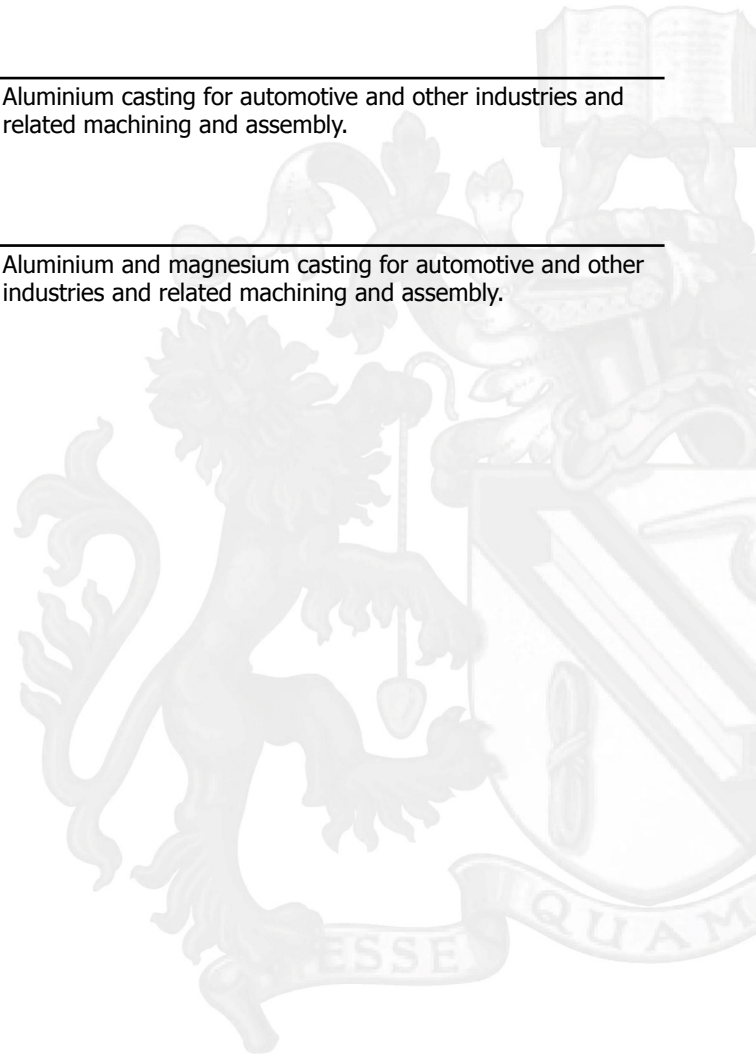 Aluminium casting for automotive and other industries and
related machining and assembly.
Aluminium and magnesium casting for automotive and other
industries and related machining and assembly.
ESSE
QUAM